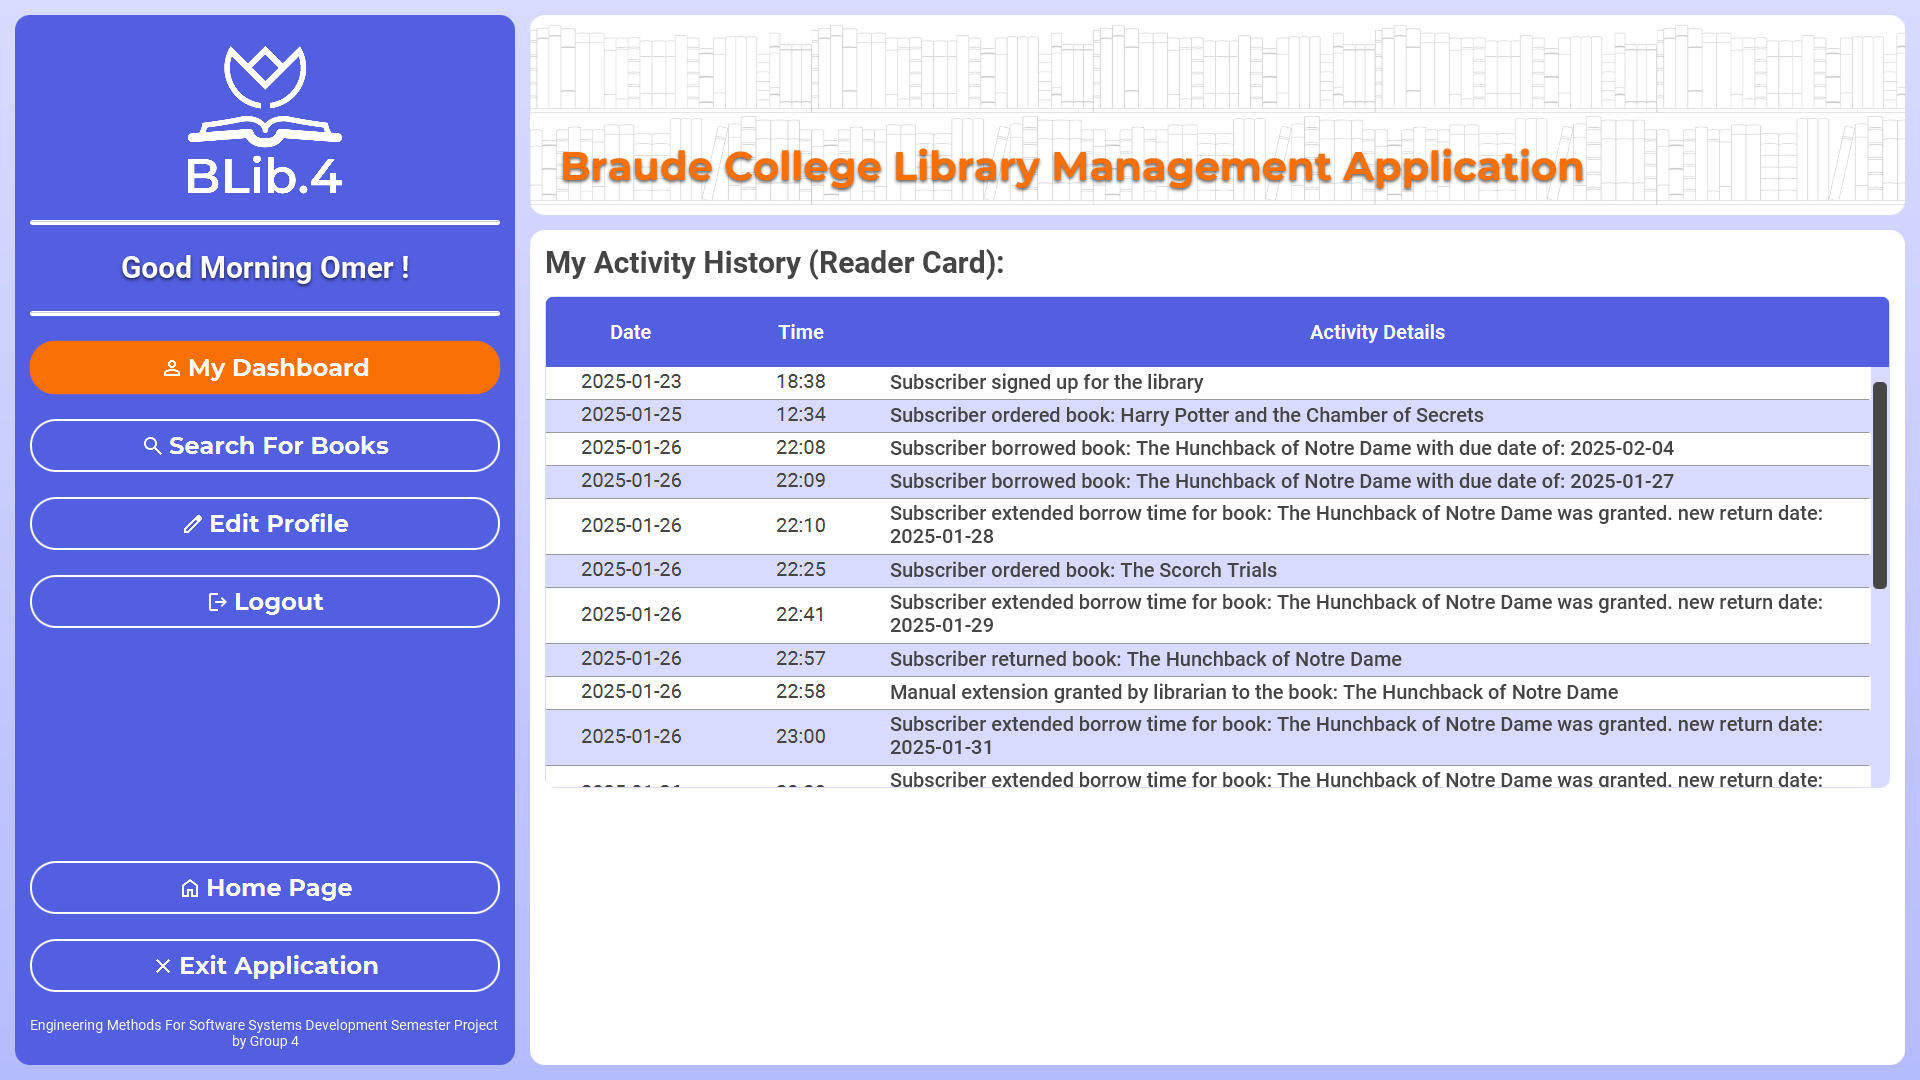 BLib.4
Good Morning Omer !
My Dashboard
Search For Books
Edit Profile
Logout
Home Page
Exit Application
Engineering Methods For Software Systems Development Semester Project
by Group 4
Braude College Library Management Application
My Activity History (Reader Card):
Date Time Activity Details
2025-01-23 18:38 Subscriber signed up for the library
2025-01-25 12:34 Subscriber ordered book: Harry Potter and the Chamber of Secrets
2025-01-26 22:08 Subscriber borrowed book: The Hunchback of Notre Dame with due date of: 2025-02-04
2025-01-26 22:09 Subscriber borrowed book: The Hunchback of Notre Dame with due date of: 2025-01-27
2025-01-26 22:10 Subscriber extended borrow time for book: The Hunchback of Notre Dame was granted. new return date:
2025-01-28
2025-01-26 22:25 Subscriber ordered book: The Scorch Trials
2025-01-26 22:41 Subscriber extended borrow time for book: The Hunchback of Notre Dame was granted. new return date:
2025-01-29
2025-01-26 22:57 Subscriber returned book: The Hunchback of Notre Dame
2025-01-26 22:58 Manual extension granted by librarian to the book: The Hunchback of Notre Dame
2025-01-26 23:00 Subscriber extended borrow time for book: The Hunchback of Notre Dame was granted. new return date:
2025-01-31
Subscriber extended borrow time for book: The Hunchback of Notre Dame was granted. new return date: